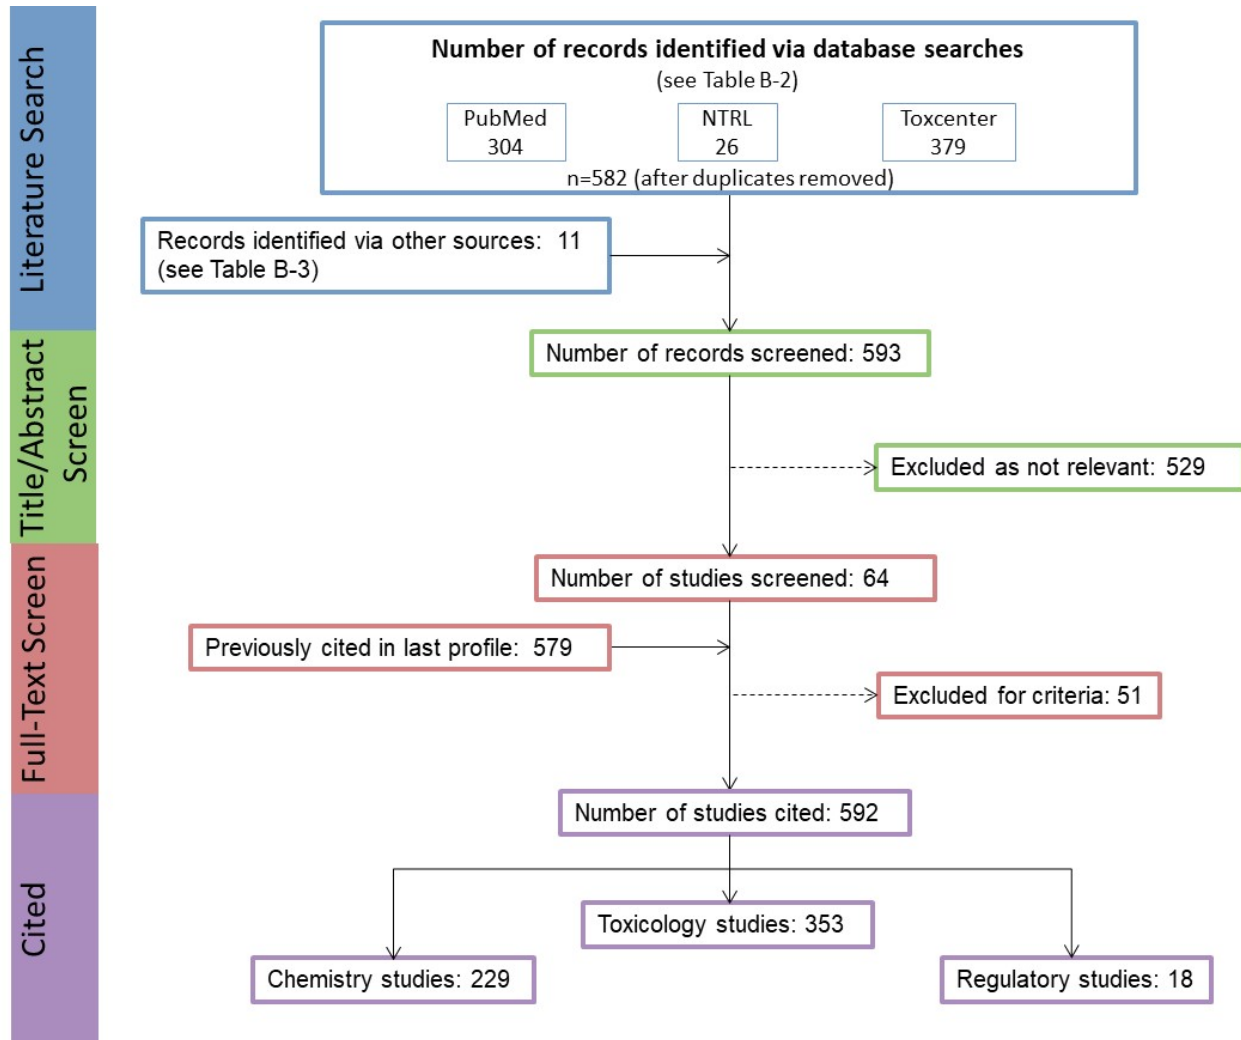 Literature Search
Number of records identified via database searches
(see Table B-2)
PubMed
304
NTRL
26
Toxcenter
379
n=582 (after duplicates removed)
Records identified via other sources: 11
(see Table B-3)
Title/Abstract
Screen
Number of records screened: 593
Excluded as not relevant: 529
Full-Text Screen
Number of studies screened: 64
Previously cited in last profile: 579
Excluded for criteria: 51
Cited
Number of studies cited: 592
Toxicology studies: 353
Chemistry studies: 229
Regulatory studies: 18